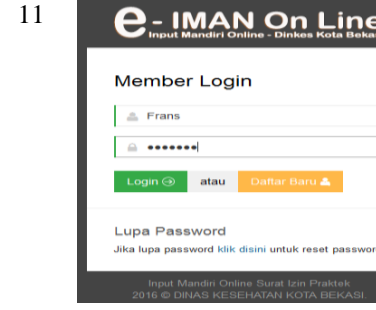 11
e - IMAN On Line
Input Mandiri Online - Dinkes Kota Bekas
Member Login
Frans
•••••••
Login atau Daftar Baru
Lupa Password
Jika lupa password klik disini untuk reset passwor
Input Mandiri Online Surat Izin Praktek
2016 © DINAS KESEHATAN KOTA BEKASI.